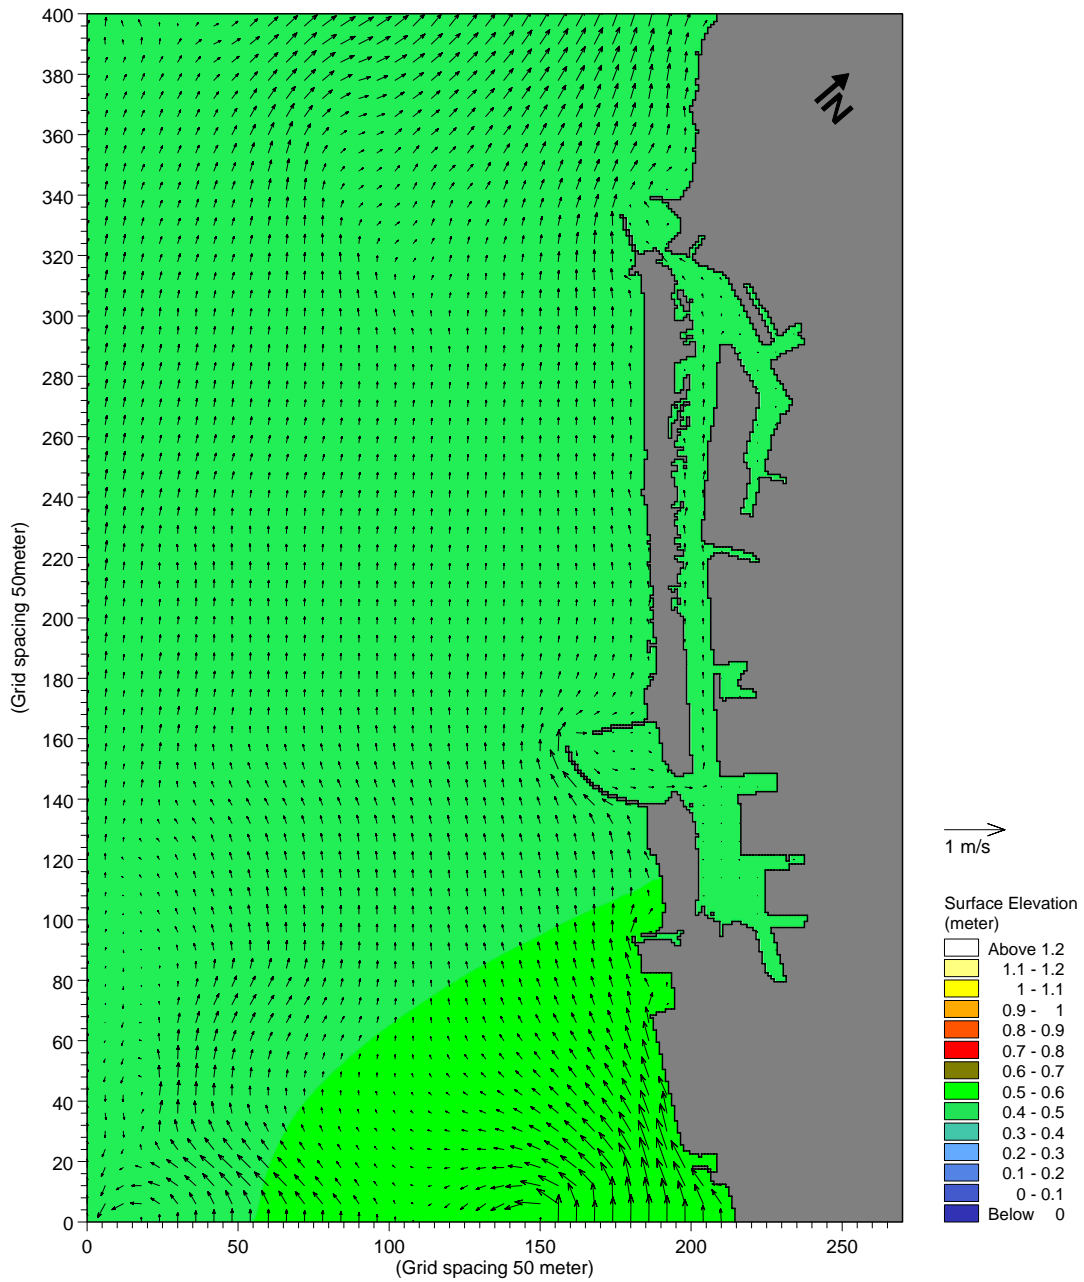 400
380
360
340
320
300
280
260
240
220
200
180
160
140
120
100
80
60
40
20
0
(Grid spacing 50meter)
0
50
100
150
200
250
(Grid spacing 50 meter)
N
1 m/s
Surface Elevation
(meter)
Above 1.2
1.1 - 1.2
1 - 1.1
0.9 - 1
0.8 - 0.9
0.7 - 0.8
0.6 - 0.7
0.5 - 0.6
0.4 - 0.5
0.3 - 0.4
0.2 - 0.3
0.1 - 0.2
0 - 0.1
Below 0